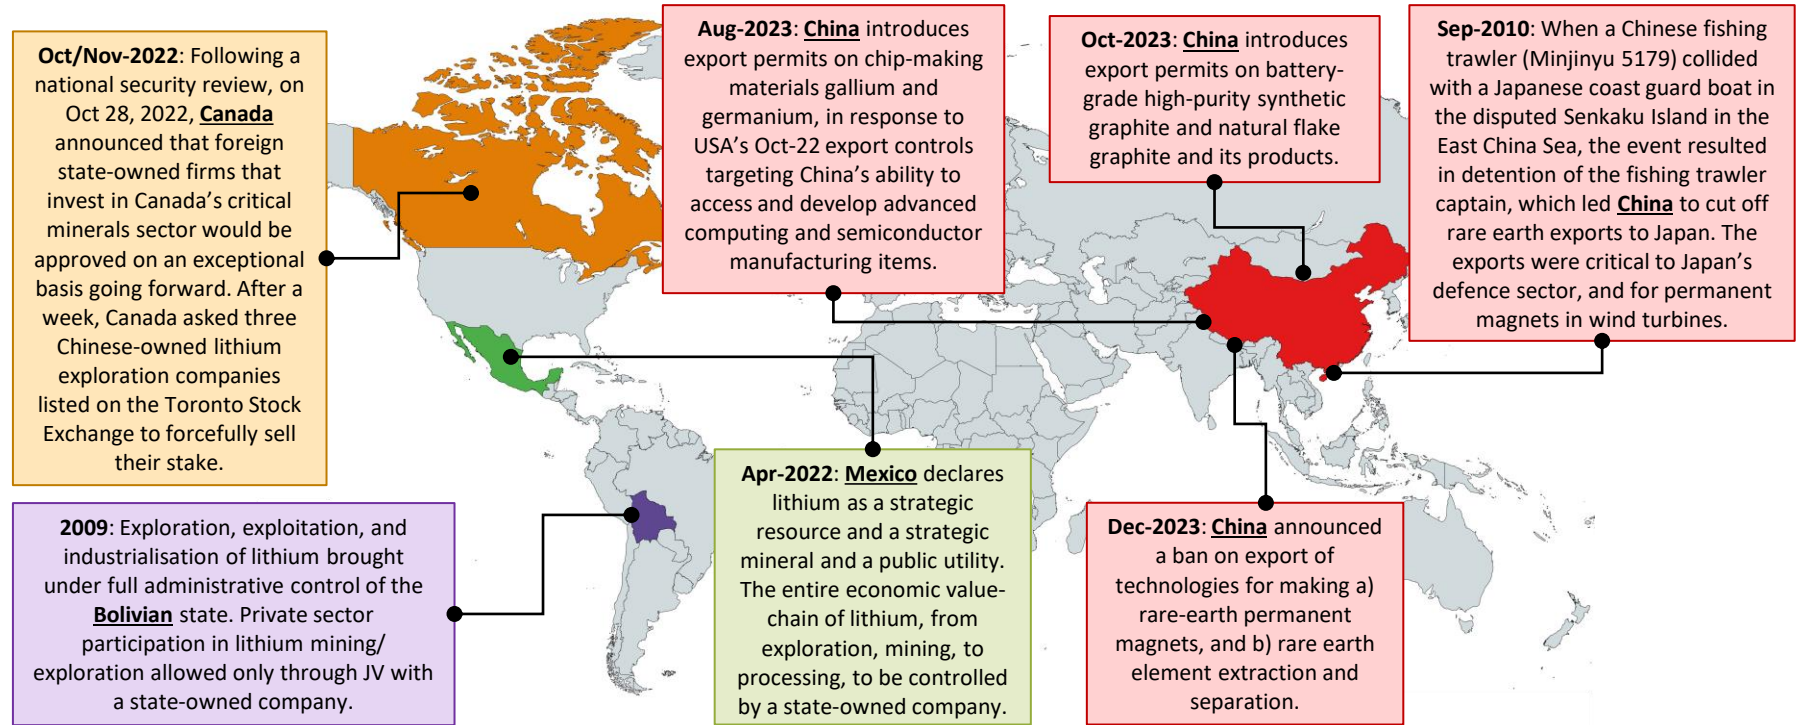 Oct/Nov-2022: Following a
national security review, on
Oct 28, 2022, Canada
announced that foreign
state-owned firms that
invest in Canada's critical
minerals sector would be
approved on an exceptional
basis going forward. After a
week, Canada asked three
Chinese-owned lithium
exploration companies
listed on the Toronto Stock
Exchange to forcefully sell
their stake.
Aug-2023: China introduces
export permits on chip-making
materials gallium and
germanium, in response to
USA's Oct-22 export controls
targeting China's ability to
access and develop advanced
computing and semiconductor
manufacturing items.
Oct-2023: China introduces
export permits on battery-
grade high-purity synthetic
graphite and natural flake
graphite and its products.
Sep-2010: When a Chinese fishing
trawler (Minjinyu 5179) collided
with a Japanese coast guard boat in
the disputed Senkaku Island in the
East China Sea, the event resulted
in detention of the fishing trawler
captain, which led China to cut off
rare earth exports to Japan. The
exports were critical to Japan's
defence sector, and for permanent
magnets in wind turbines.
2009: Exploration, exploitation, and
industrialisation of lithium brought
under full administrative control of the
Bolivian state. Private sector
participation in lithium mining/
exploration allowed only through JV with
a state-owned company.
Apr-2022: Mexico declares
lithium as a strategic
resource and a strategic
mineral and a public utility.
The entire economic value-
chain of lithium, from
exploration, mining, to
processing, to be controlled
by a state-owned company.
Dec-2023: China announced
a ban on export of
technologies for making a)
rare-earth permanent
magnets, and b) rare earth
element extraction and
separation.